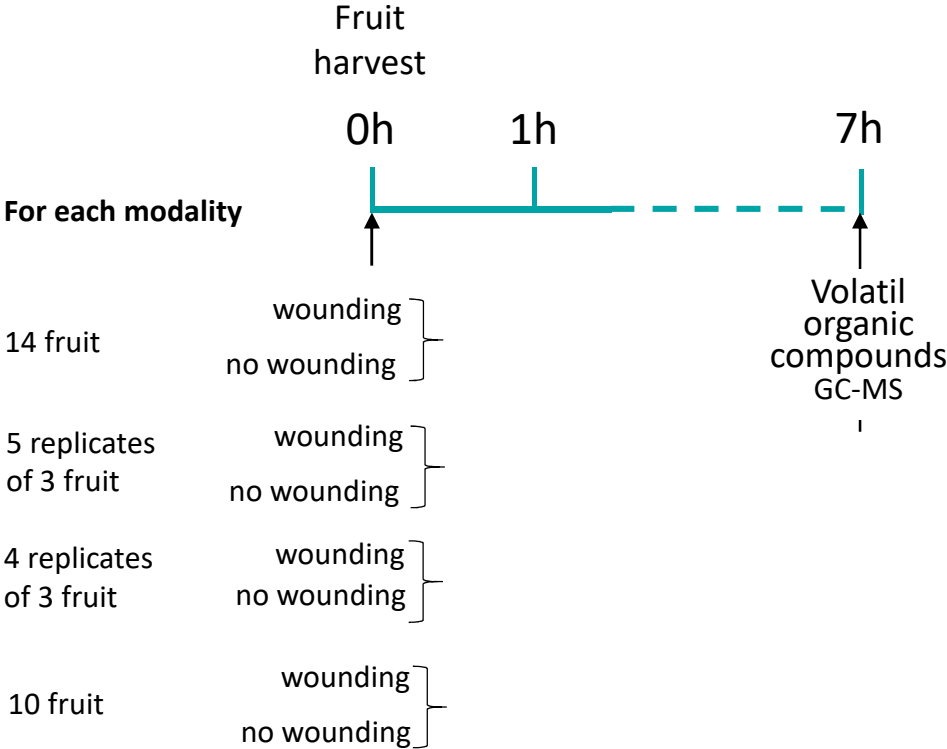 Fruit
harvest
0h
1h
7h
For each modality
Volatil
organic
compounds
GC-MS
14 fruit
wounding
no wounding
5 replicates
of 3 fruit
wounding
no wounding
4 replicates
of 3 fruit
wounding
no wounding
10 fruit
wounding
no wounding